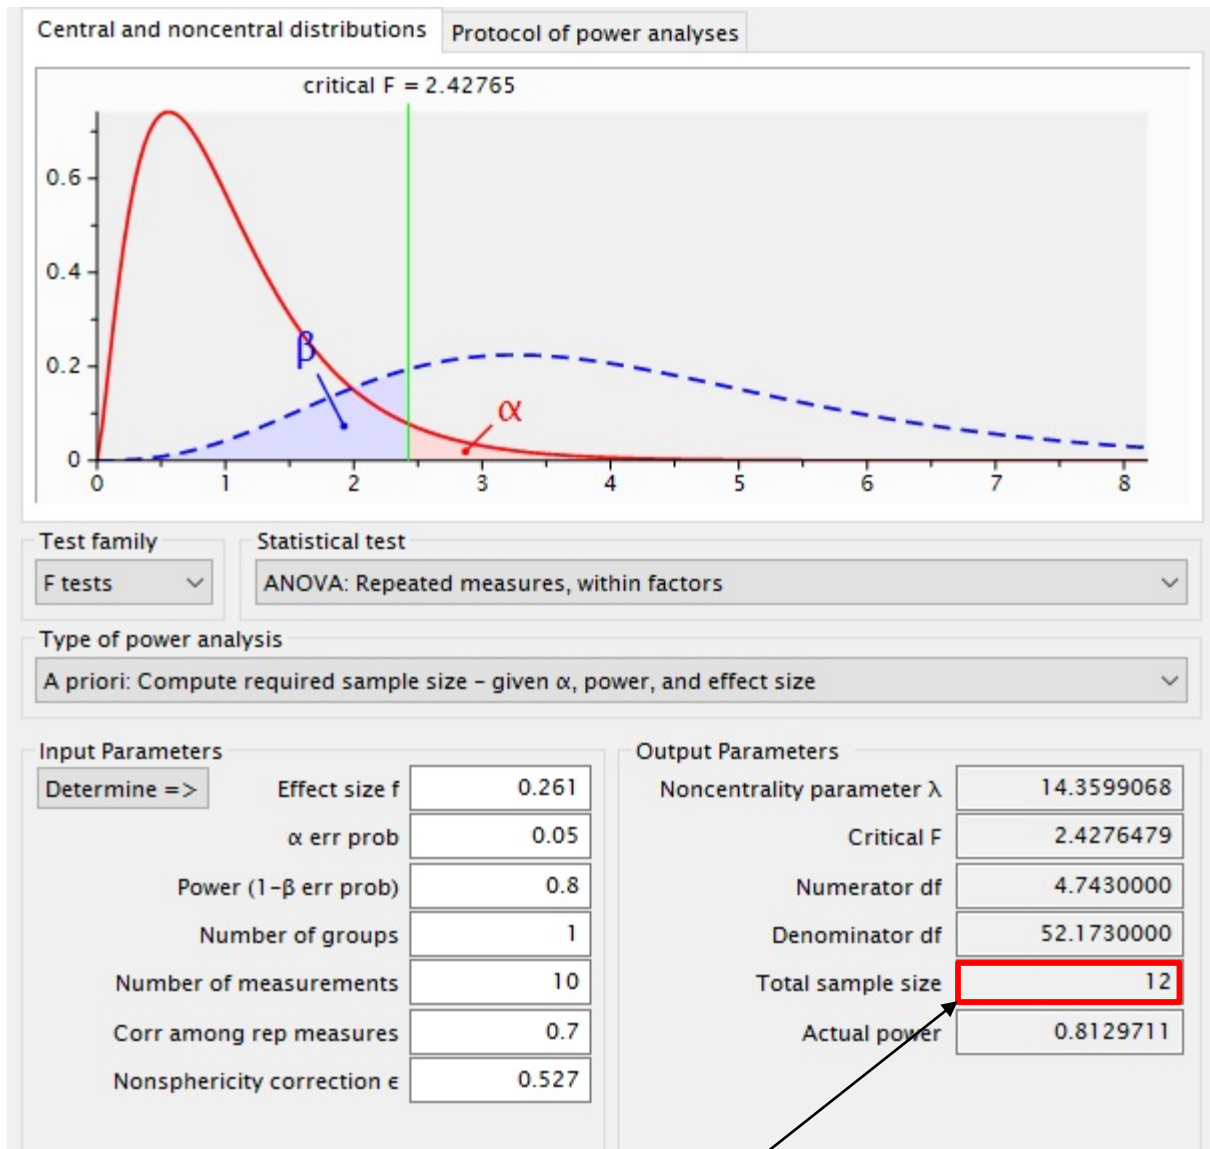 Central and noncentral distributions
Protocol of power analyses
critical F = 2.42765
0.6
0.4
0.2
0
β
α
0 1 2 3 4 5 6 7 8
Test family
Statistical test
F tests
ANOVA: Repeated measures, within factors
Type of power analysis
A priori: Compute required sample size – given α, power, and effect size
Input Parameters
Determine =>
Effect size f 0.261
α err prob 0.05
Power (1-β err prob) 0.8
Number of groups 1
Number of measurements 10
Corr among rep measures 0.7
Nonsphericity correction ϵ 0.527
Output Parameters
Noncentrality parameter λ 14.3599068
Critical F 2.4276479
Numerator df 4.7430000
Denominator df 52.1730000
Total sample size 12
Actual power 0.8129711